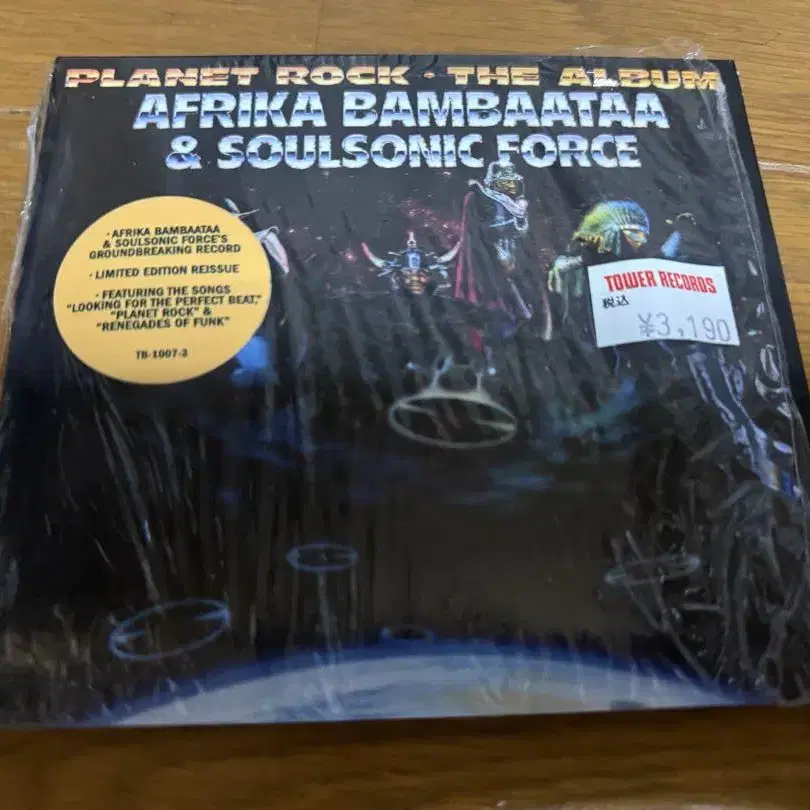 PLANET ROCK · THE ALBUM
AFRIKA BAMBAATAA
& SOULSONIC FORCE
· AFRIKA BAMBAATAA
& SOULSONIC FORCE'S
GROUNDBREAKING RECORD
· LIMITED EDITION REISSUE
· FEATURING THE SONGS
"LOOKING FOR THE PERFECT BEAT,"
"PLANET ROCK" &
"RENEGADES OF FUNK"
TB-1007-3
TOWER RECORDS
税込
¥3,190